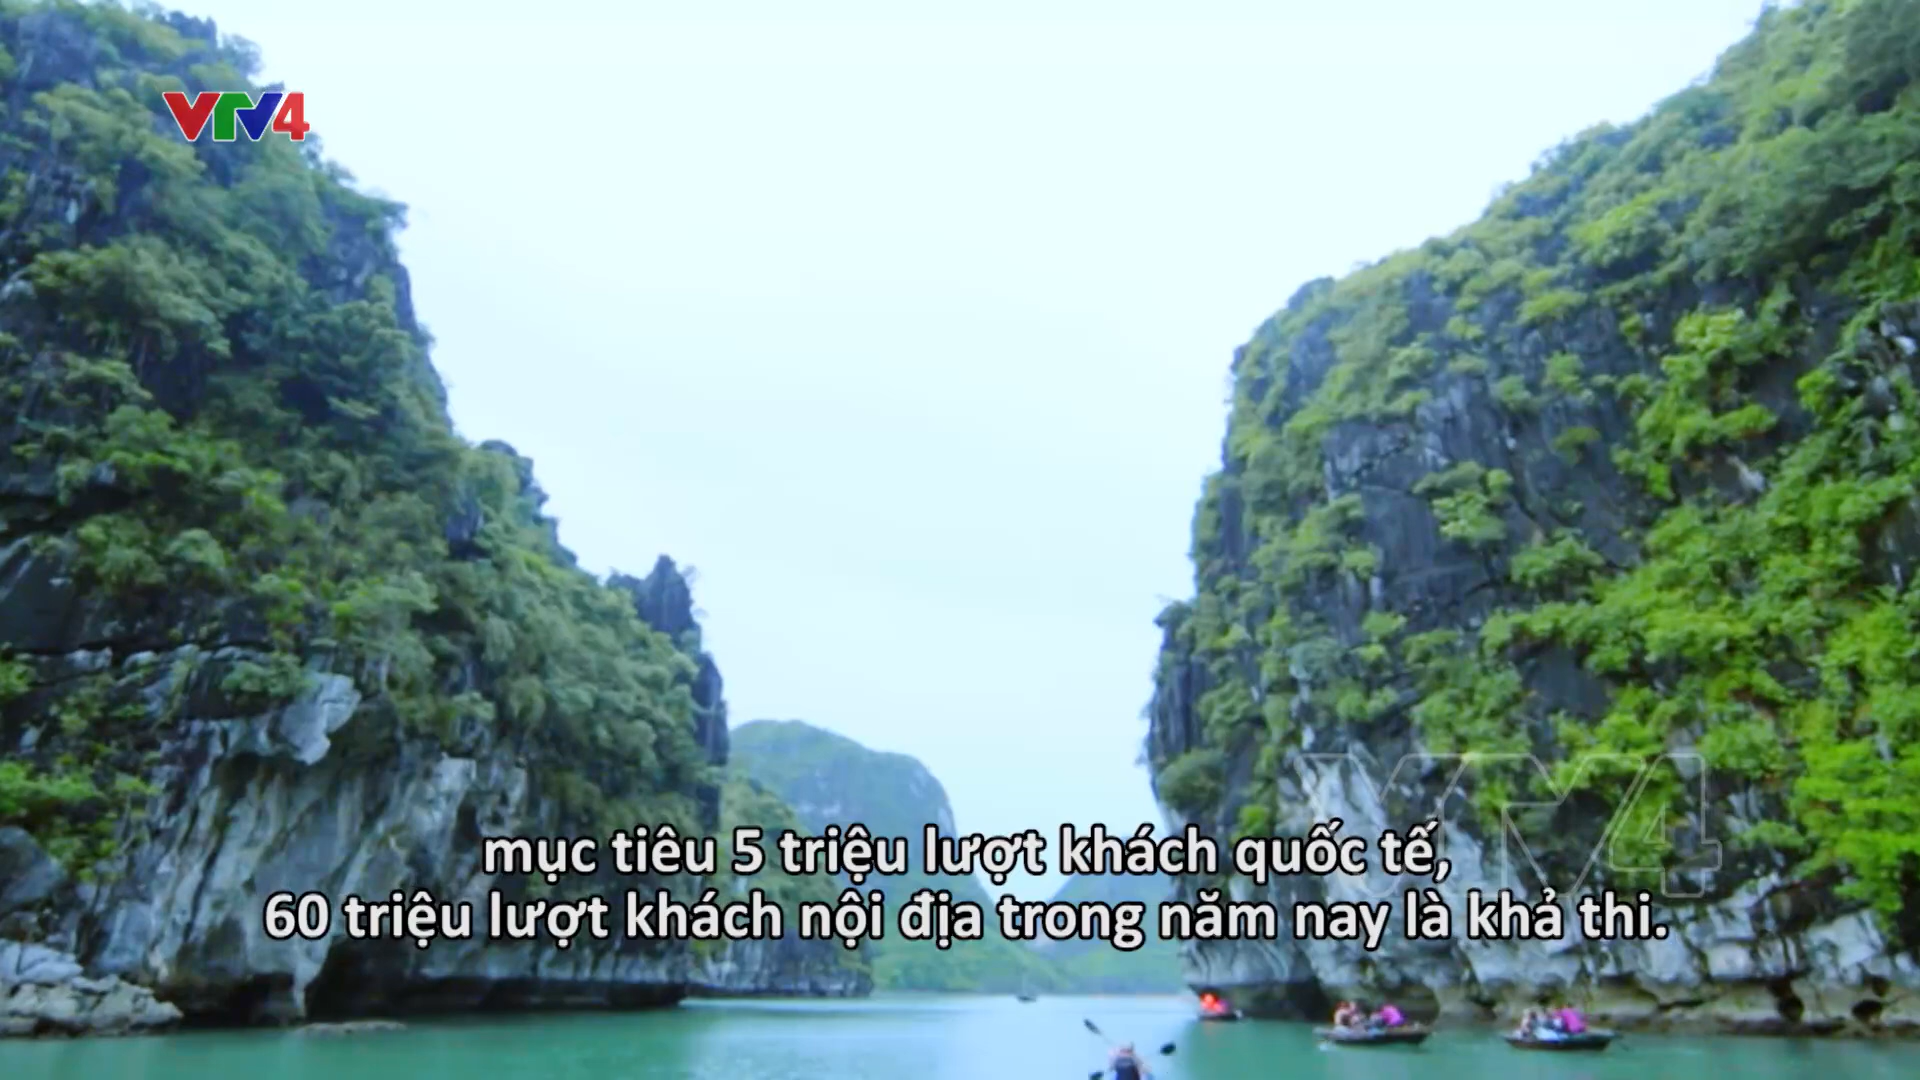 VTV4
mục tiêu 5 triệu lượt khách quốc tế,
60 triệu lượt khách nội địa trong năm nay là khả thi.
VTV4